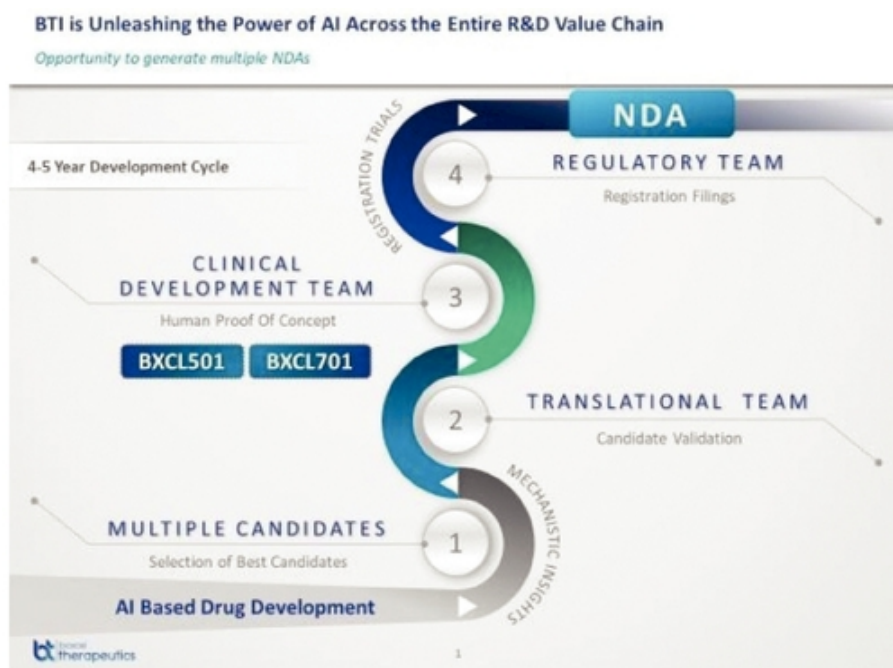 BTI is Unleashing the Power of AI Across the Entire R&D Value Chain
Opportunity to generate multiple NDAs
NDA
REGISTRATION TRIALS
4-5 Year Development Cycle
4
REGULATORY TEAM
Registration Filings
CLINICAL
DEVELOPMENT TEAM
3
Human Proof Of Concept
BXCL501 BXCL701
2
TRANSLATIONAL TEAM
Candidate Validation
MECHANISTIC INSIGHTS
MULTIPLE CANDIDATES
1
Selection of Best Candidates
AI Based Drug Development
bt
therapeutics
1